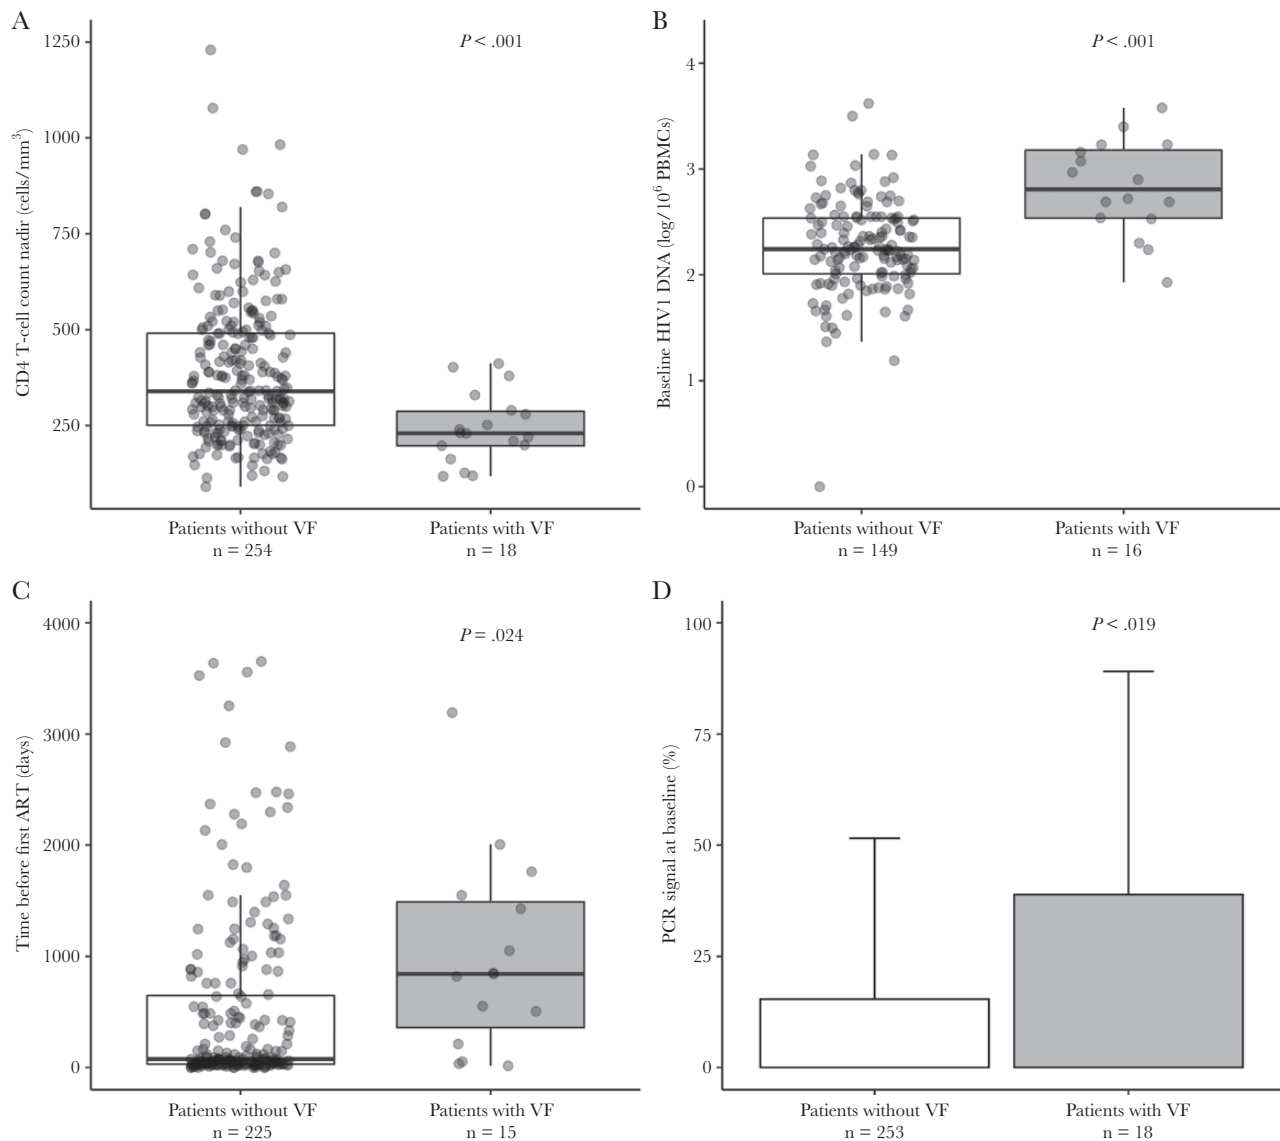 A
P < .001
CD4 T-cell count nadir (cells/mm³)
1250
1000
750
500
250
Patients without VF
n = 254
Patients with VF
n = 18
B
P < .001
Baseline HIV1 DNA (log/10⁶ PBMCs)
4
3
2
1
0
Patients without VF
n = 149
Patients with VF
n = 16
C
P = .024
Time before first ART (days)
4000
3000
2000
1000
0
Patients without VF
n = 225
Patients with VF
n = 15
D
P < .019
PCR signal at baseline (%)
100
75
50
25
0
Patients without VF
n = 253
Patients with VF
n = 18